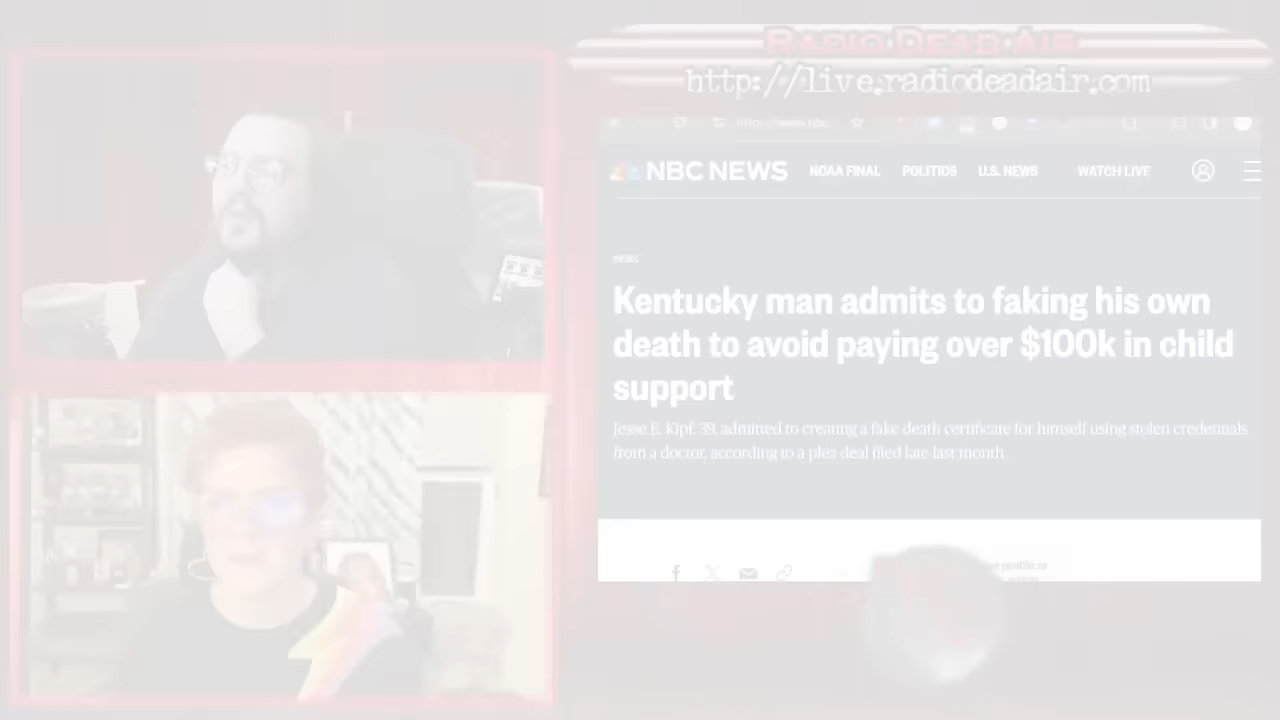 RADIO DEAD AIR
http://live.radiodeadair.com
NBC NEWS NOAA FINAL POLITICS U.S. NEWS WATCH LIVE
NEWS
Kentucky man admits to faking his own
death to avoid paying over $100k in child
support
Jesse E. Kipf, 39, admitted to creating a fake death certificate for himself using stolen credentials
from a doctor, according to a plea deal filed late last month.